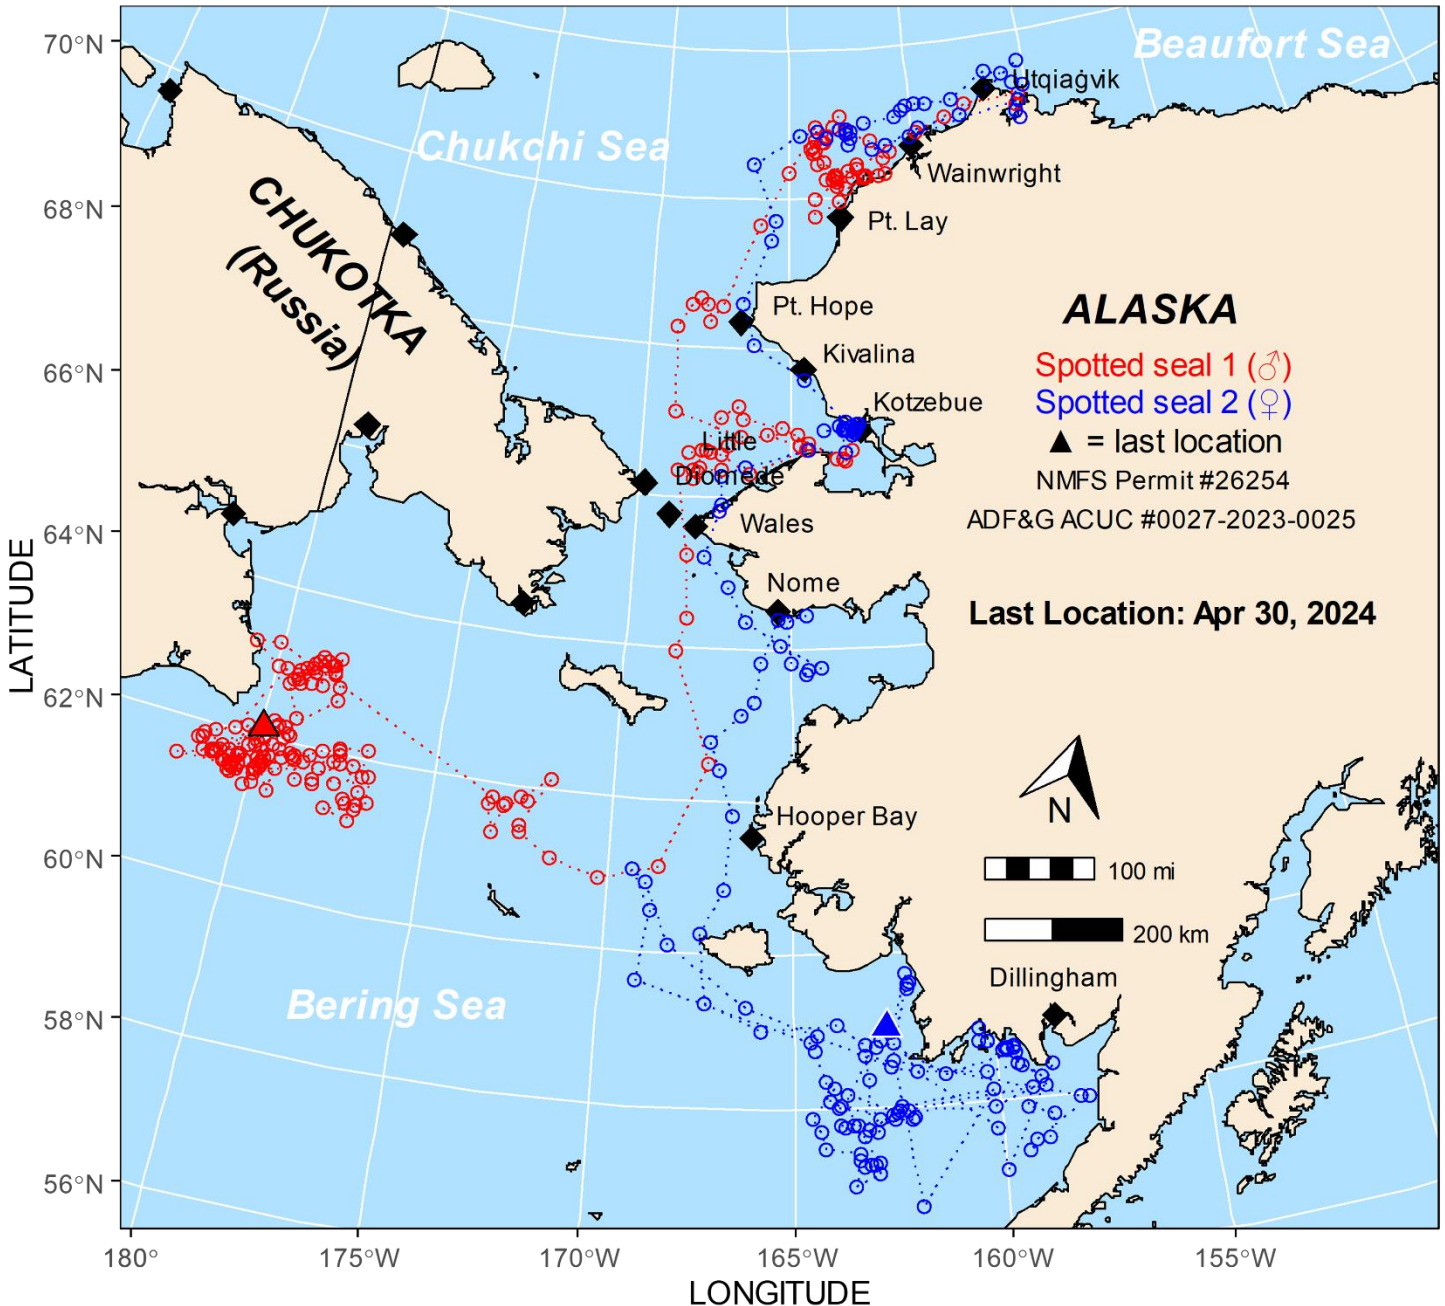 70°N
68°N
66°N
64°N
62°N
60°N
58°N
56°N
LATITUDE
180°
175°W
170°W
165°W
160°W
155°W
LONGITUDE
Beaufort Sea
Chukchi Sea
Bering Sea
CHUKOTKA
(Russia)
Utqiaġvik
Wainwright
Pt. Lay
Pt. Hope
Kivalina
Kotzebue
Little
Diomede
Wales
Nome
Hooper Bay
Dillingham
ALASKA
Spotted seal 1 (♂)
Spotted seal 2 (♀)
▲ = last location
NMFS Permit #26254
ADF&G ACUC #0027-2023-0025
Last Location: Apr 30, 2024
N
100 mi
200 km